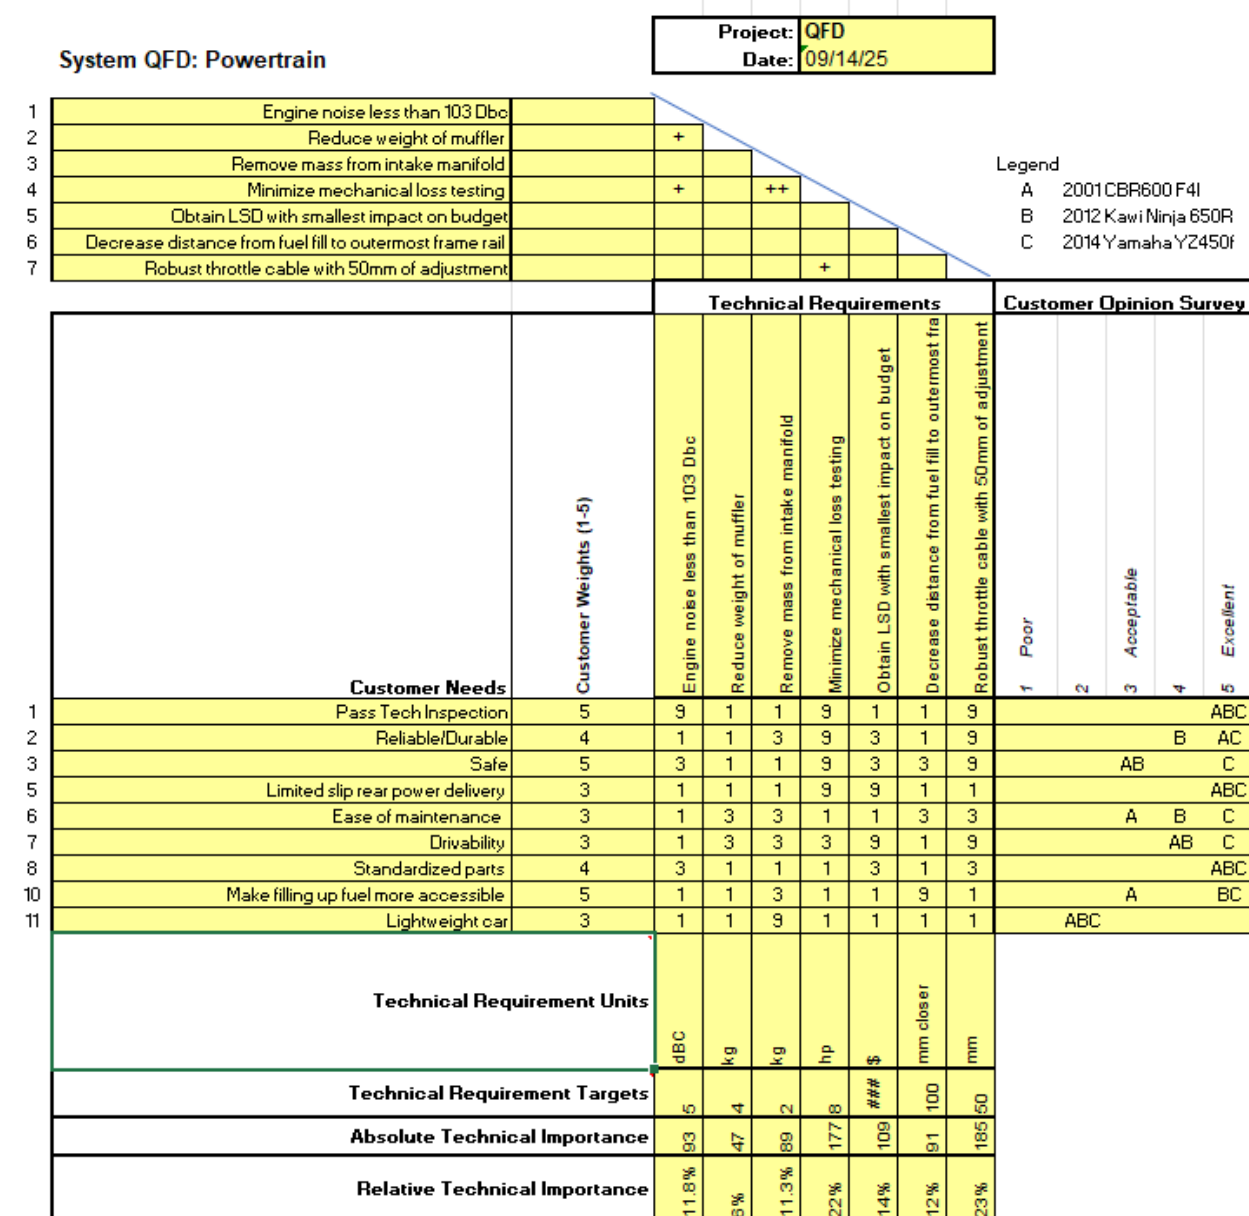 Project: QFD
System QFD: Powertrain
Date: 09/14/25
1 Engine noise less than 103 Dbc
2 Reduce weight of muffler +
3 Remove mass from intake manifold
Legend
4 Minimize mechanical loss testing + ++
A 2001CBR600 F4I
5 Obtain LSD with smallest impact on budget
B 2012 Kawi Ninja 650R
6 Decrease distance from fuel fill to outermost frame rail
C 2014 Yamaha YZ450f
7 Robust throttle cable with 50mm of adjustment +
Technical Requirements Customer Opinion Survey
Customer Needs
Customer Weights (1-5)
Engine noise less than 103 Dbc
Reduce weight of muffler
Remove mass from intake manifold
Minimize mechanical loss testing
Obtain LSD with smallest impact on budget
Decrease distance from fuel fill to outermost fra
Robust throttle cable with 50mm of adjustment
1 Poor
2
3 Acceptable
4
5 Excellent
1 Pass Tech Inspection 5 9 1 1 9 1 1 9 ABC
2 Reliable/Durable 4 1 1 3 9 3 1 9 B AC
3 Safe 5 3 1 1 9 3 3 9 AB C
5 Limited slip rear power delivery 3 1 1 1 9 9 1 1 ABC
6 Ease of maintenance 3 1 3 3 1 1 3 3 A B C
7 Drivability 3 1 3 3 3 9 1 9 AB C
8 Standardized parts 4 3 1 1 1 3 1 3 ABC
10 Make filling up fuel more accessible 5 1 1 3 1 1 9 1 A BC
11 Lightweight car 3 1 1 9 1 1 1 1 ABC
Technical Requirement Units dBC kg kg hp $ mm closer mm
Technical Requirement Targets 5 4 2 8 ### 100 50
Absolute Technical Importance 93 47 89 177 109 91 185
Relative Technical Importance 11.8% 6% 11.3% 22% 14% 12% 23%